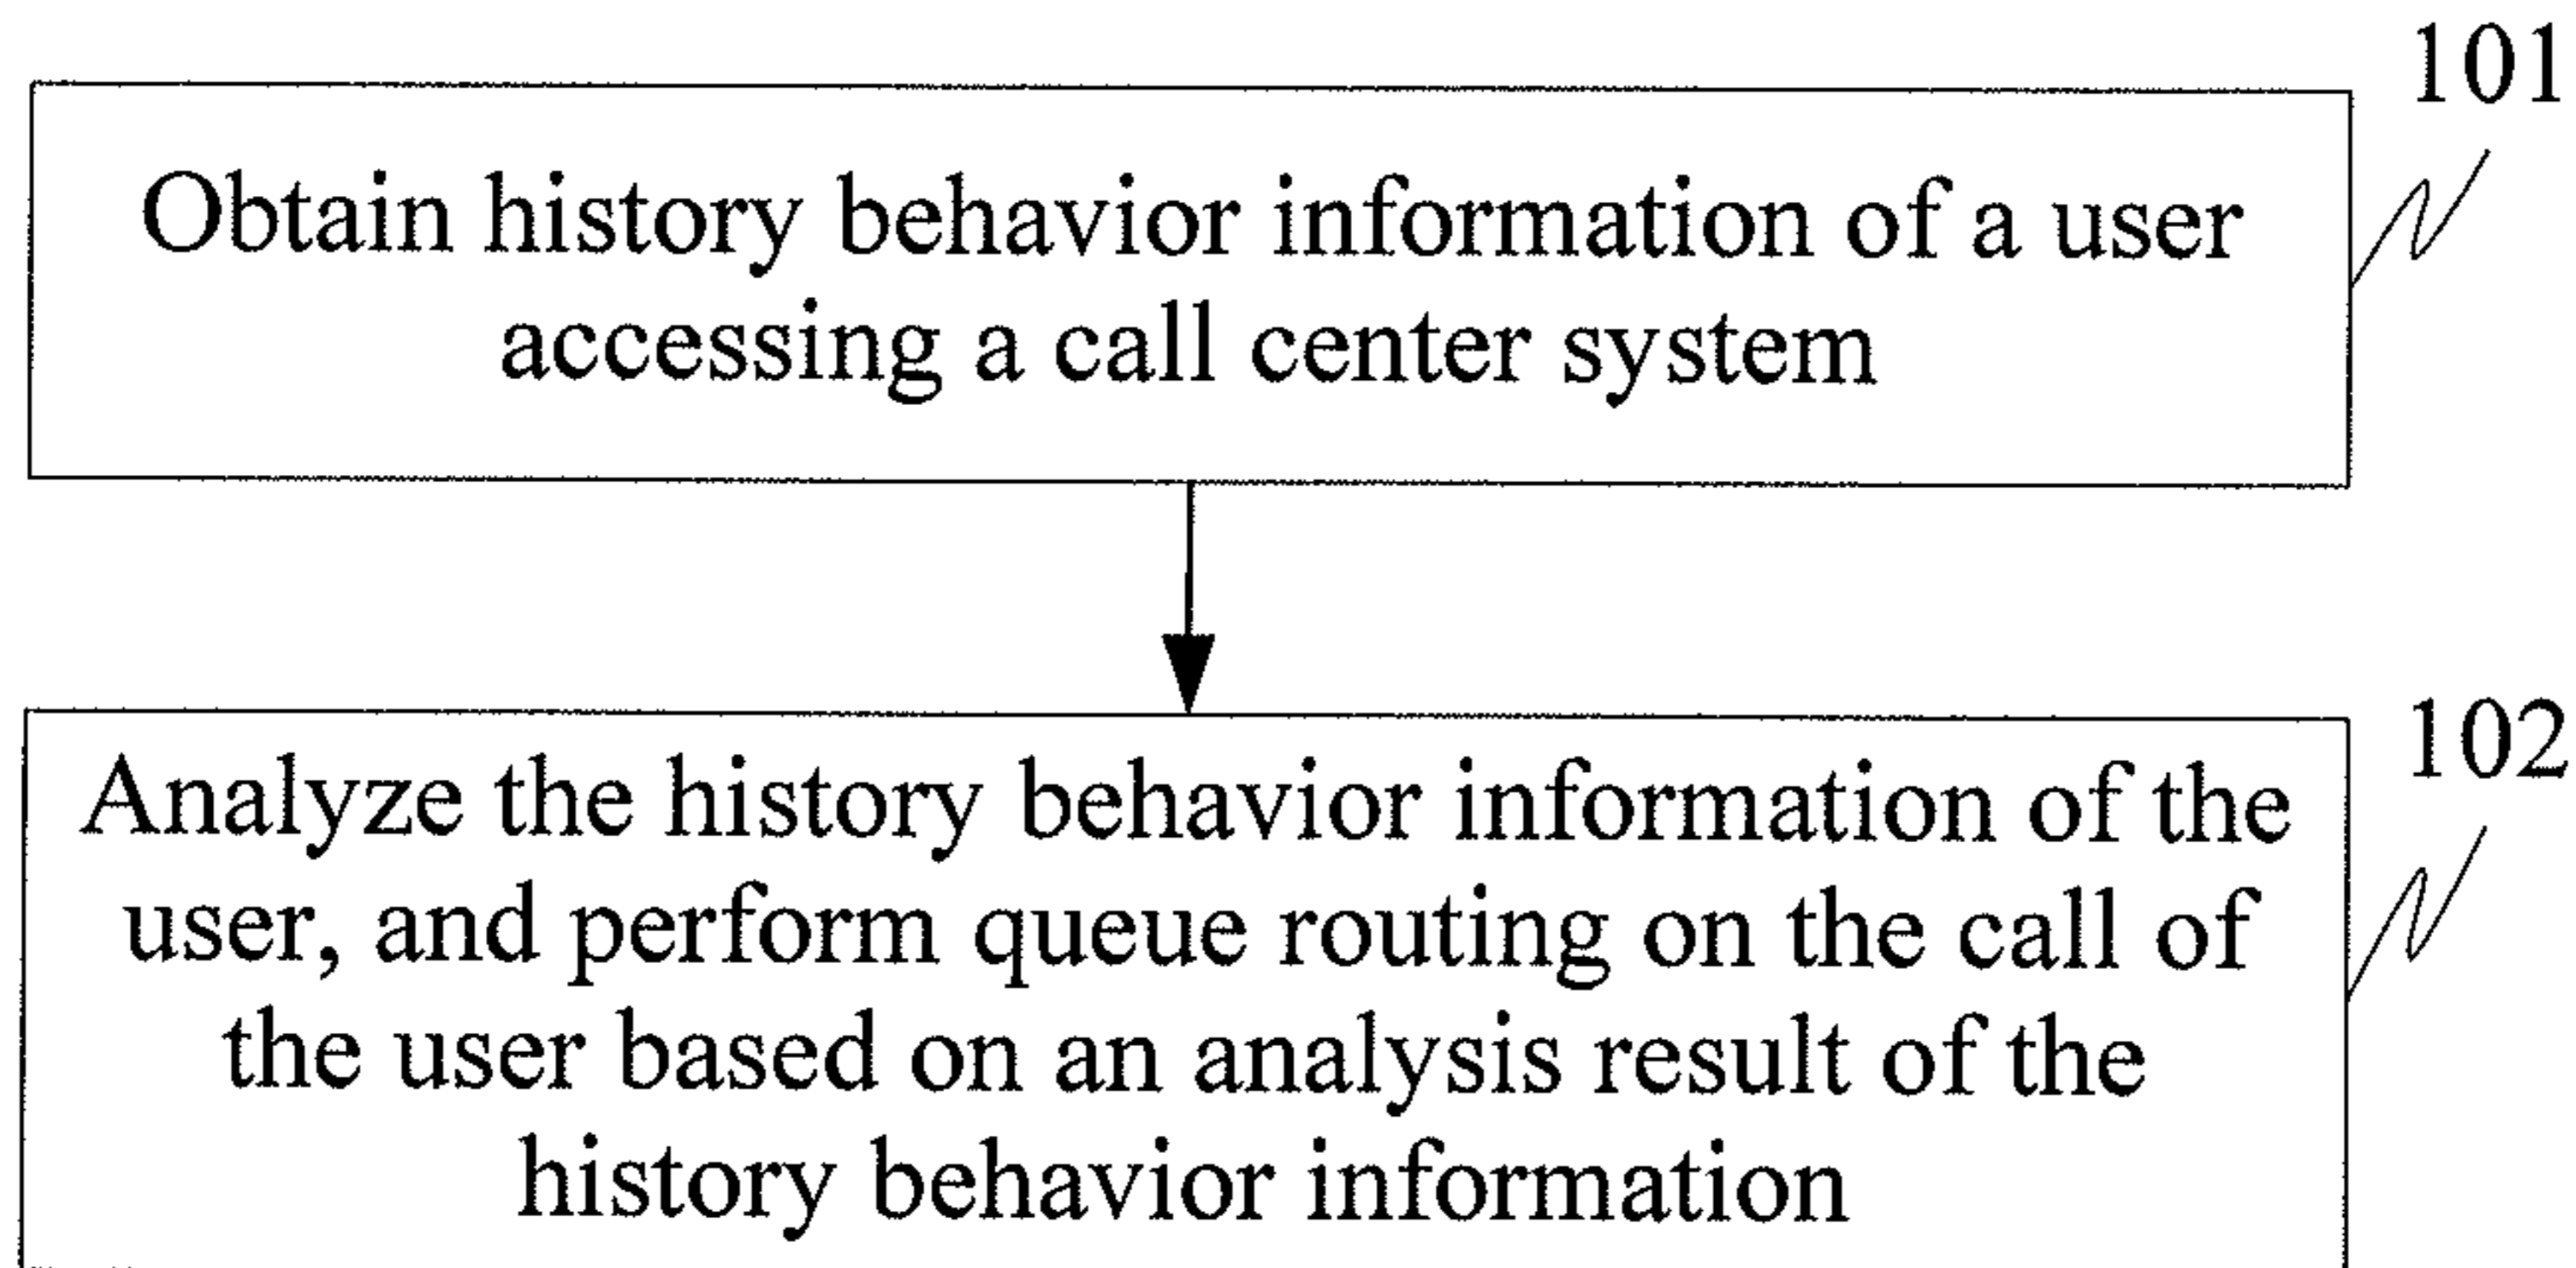 101
Obtain history behavior information of a user
accessing a call center system
102
Analyze the history behavior information of the
user, and perform queue routing on the call of
the user based on an analysis result of the
history behavior information